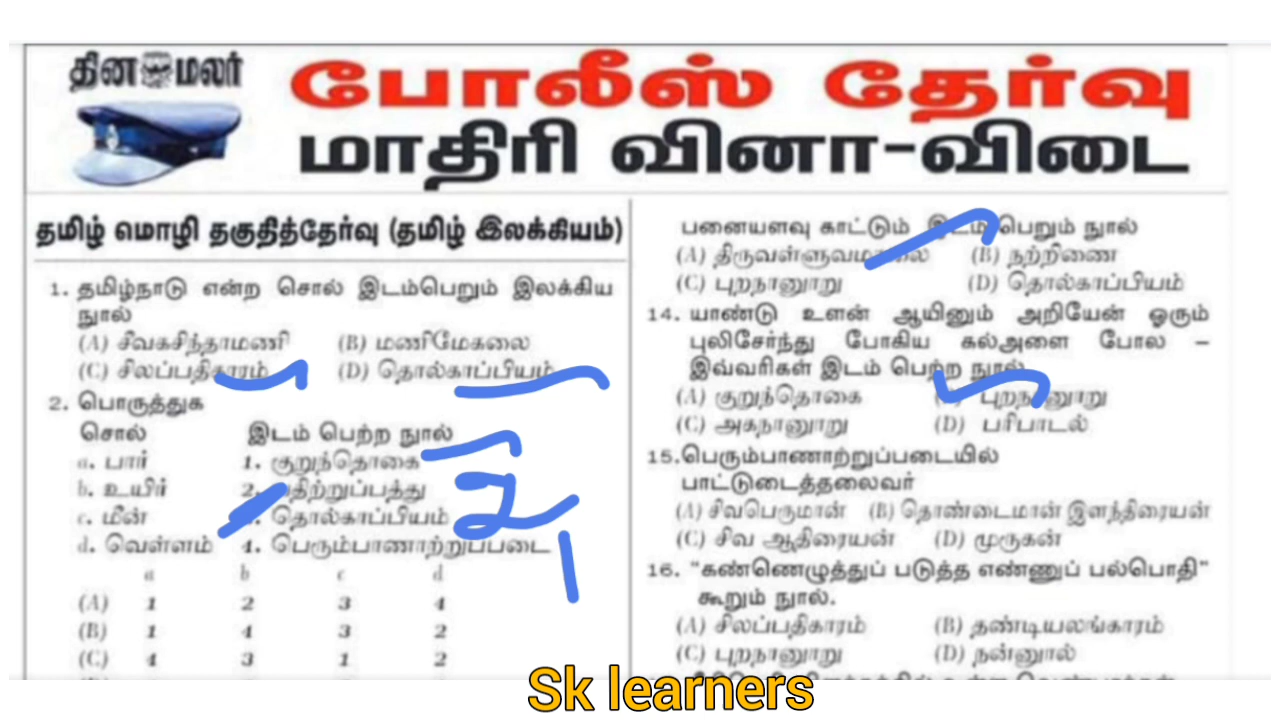 தின மலர்
போலீஸ் தேர்வு
மாதிரி வினா-விடை
தமிழ் மொழி தகுதித்தேர்வு (தமிழ் இலக்கியம்)
1. தமிழ்நாடு என்ற சொல் இடம்பெறும் இலக்கிய
நூல்
(A) சிவகசிந்தாமணி (B) மணிமேகலை
(C) சிலப்பதிகாரம் (D) தொல்காப்பியம்
2. பொருத்துக
சொல் இடம் பெற்ற நூல்
a. பார் 1. குறுந்தொகை
b. உயிர் 2. பதிற்றுப்பத்து
c. மீன் தொல்காப்பியம்
d. வெள்ளம் 4. பெரும்பாணாற்றுப்படை
a b c d
(A) 1 2 3 4
(B) 1 4 3 2
(C) 4 3 1 2
2
1
பனையளவு காட்டும் இடம் பெறும் நூல்
(A) திருவள்ளுவமாலை (B) நற்றிணை
(C) புறநானூறு (D) தொல்காப்பியம்
14. யாண்டு உளன் ஆயினும் அறியேன் ஓரும்
புலிசேர்ந்து போகிய கல்அளை போல –
இவ்வரிகள் இடம் பெற்ற நூல்
(A) குறுந்தொகை புறநானூறு
(C) அகநானூறு (D) பரிபாடல்
15.பெரும்பாணாற்றுப்படையில்
பாட்டுடைத்தலைவர்
(A) சிவபெருமான் (B) தொண்டைமான் இளந்திரையன்
(C) சிவ ஆதிரையன் (D) முருகன்
16. "கண்ணெழுத்துப் படுத்த எண்ணுப் பல்பொதி"
கூறும் நூல்.
(A) சிலப்பதிகாரம் (B) தண்டியலங்காரம்
(C) புறநானூறு (D) நன்னூல்
Sk learners